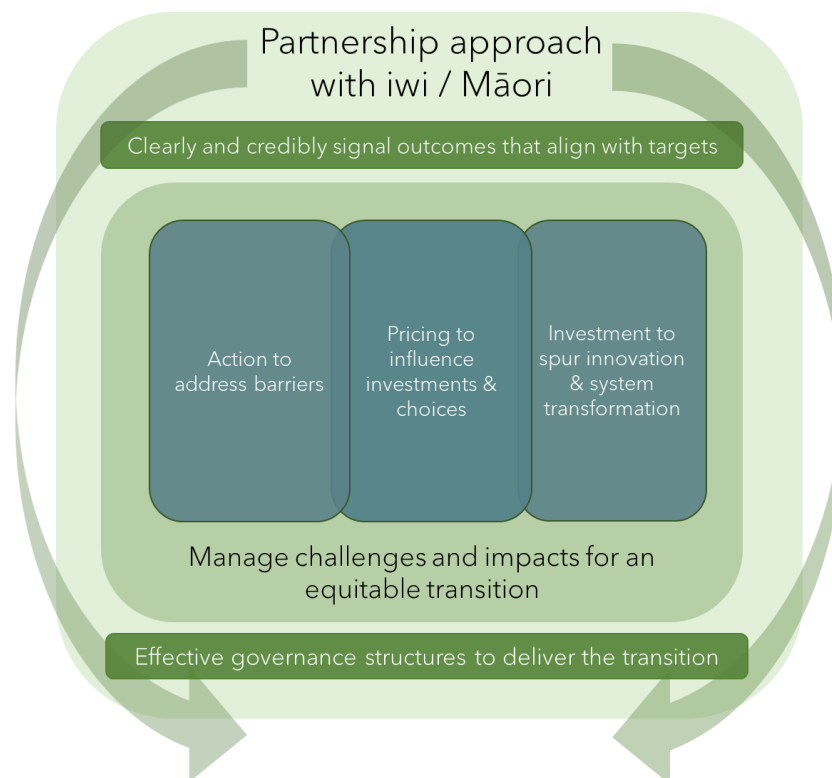 Partnership approach
with iwi / Māori
Clearly and credibly signal outcomes that align with targets
Action to
address barriers
Pricing to
influence
investments &
choices
Investment to
spur innovation
& system
transformation
Manage challenges and impacts for an
equitable transition
Effective governance structures to deliver the transition